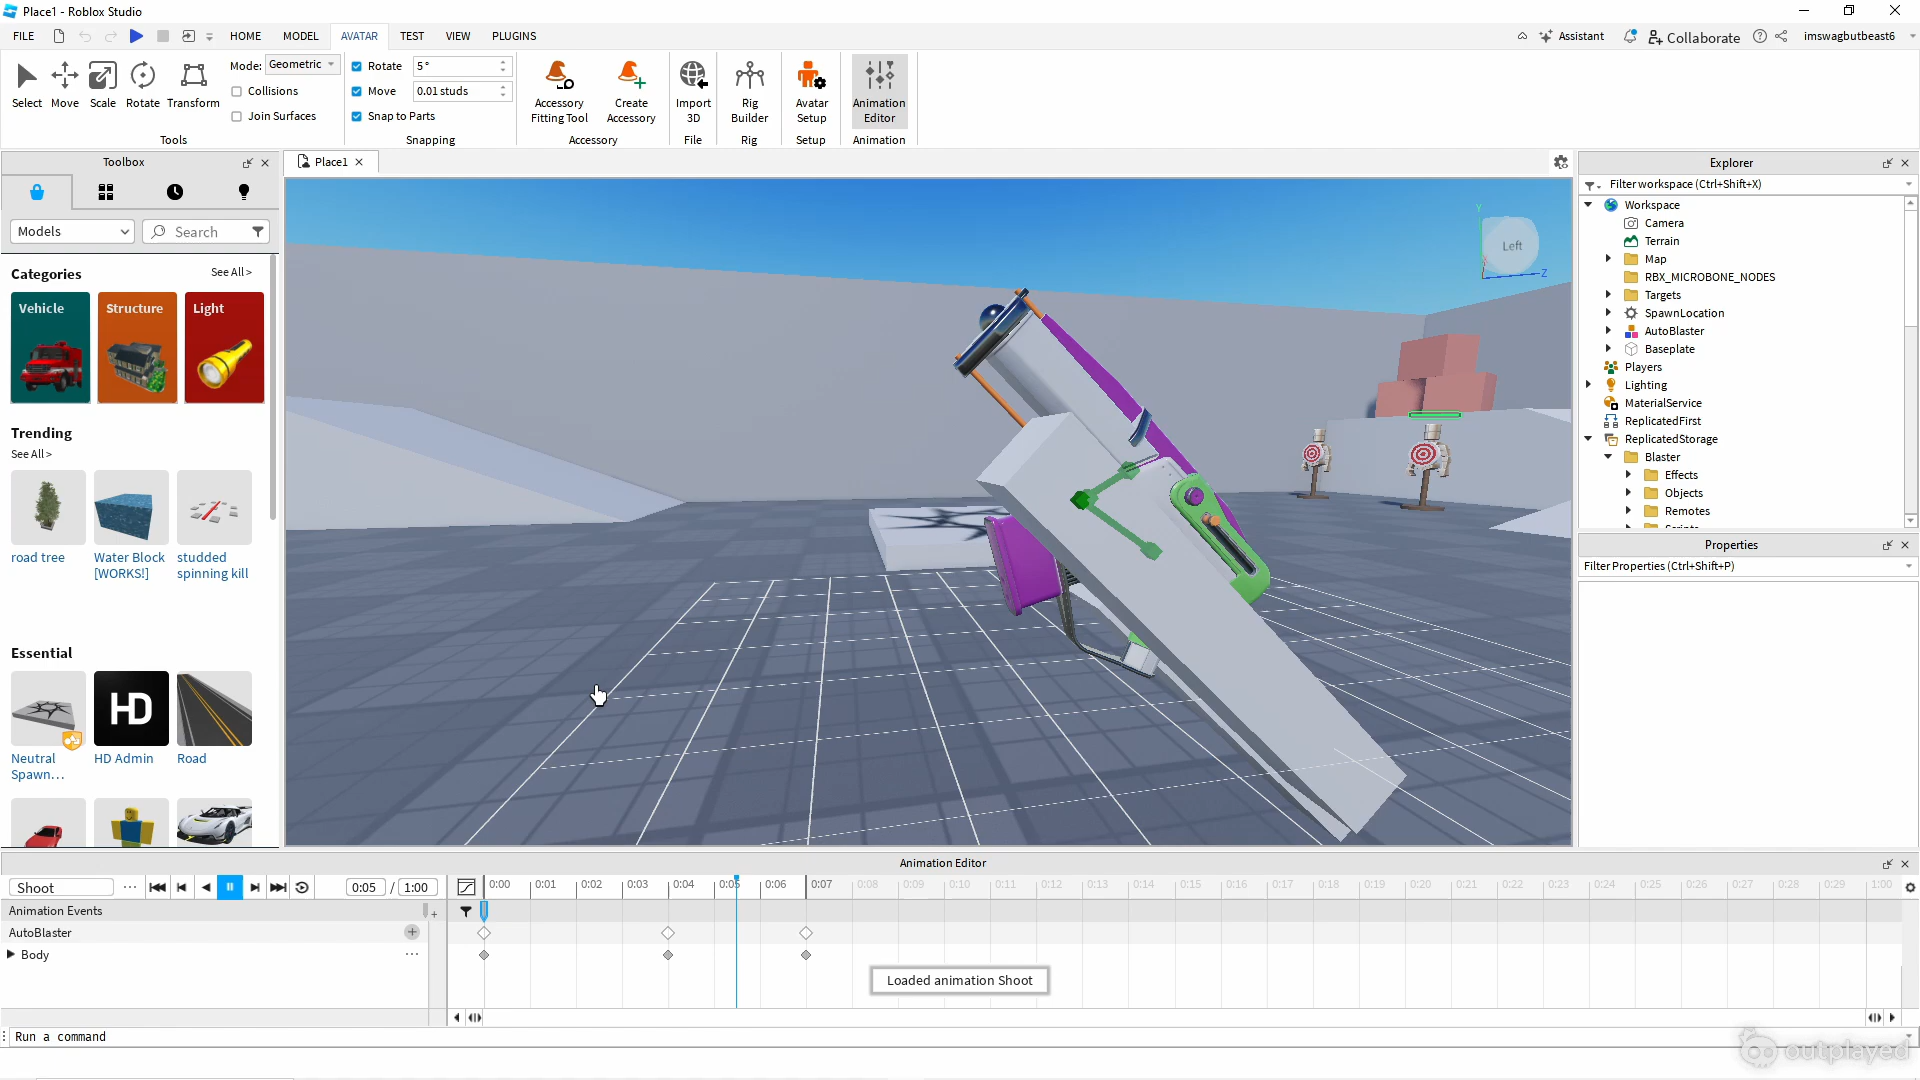 Place1 - Roblox Studio
FILE
HOME
MODEL
AVATAR
TEST
VIEW
PLUGINS
Assistant
Collaborate
imswagbutbeast6
Select
Move
Scale
Rotate
Transform
Mode:
Geometric
Collisions
Join Surfaces
Tools
Rotate
5°
Move
0.01 studs
Snap to Parts
Snapping
Accessory
Fitting Tool
Create
Accessory
Accessory
Import
3D
File
Rig
Builder
Rig
Avatar
Setup
Setup
Animation
Editor
Animation
Toolbox
Models
Search
Categories
See All >
Vehicle
Structure
Light
Trending
See All >
road tree
Water Block
[WORKS!]
studded
spinning kill
Essential
HD
Neutral
Spawn...
HD Admin
Road
Place1
Left
Y
Z
Explorer
Filter workspace (Ctrl+Shift+X)
Workspace
Camera
Terrain
Map
RBX_MICROBONE_NODES
Targets
SpawnLocation
AutoBlaster
Baseplate
Players
Lighting
MaterialService
ReplicatedFirst
ReplicatedStorage
Blaster
Effects
Objects
Remotes
Scripts
Properties
Filter Properties (Ctrl+Shift+P)
Animation Editor
Shoot
0:05 / 1:00
0:00 0:01 0:02 0:03 0:04 0:05 0:06 0:07 0:08 0:09 0:10 0:11 0:12 0:13 0:14 0:15 0:16 0:17 0:18 0:19 0:20 0:21 0:22 0:23 0:24 0:25 0:26 0:27 0:28 0:29 1:00
Animation Events
AutoBlaster
Body
Loaded animation Shoot
Run a command
outplayed